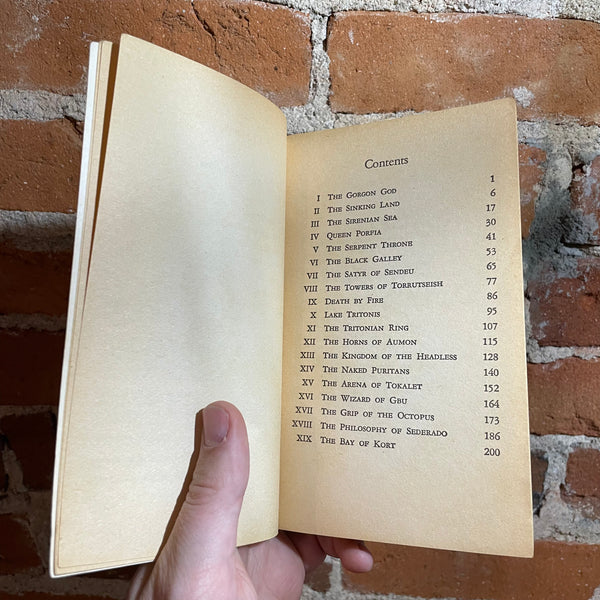 Contents
I THE GORGON GOD 1
II THE SINKING LAND 6
III THE SIRENIAN SEA 17
IV QUEEN PORFIA 30
V THE SERPENT THRONE 41
VI THE BLACK GALLEY 53
VII THE SATYR OF SENDEU 65
VIII THE TOWERS OF TORRUTSEISH 77
IX DEATH BY FIRE 86
X LAKE TRITONIS 95
XI THE TRITONIAN RING 107
XII THE HORNS OF AUMON 115
XIII THE KINGDOM OF THE HEADLESS 128
XIV THE NAKED PURITANS 140
XV THE ARENA OF TOKALET 152
XVI THE WIZARD OF GBU 164
XVII THE GRIP OF THE OCTOPUS 173
XVIII THE PHILOSOPHY OF SEDERADO 186
XIX THE BAY OF KORT 200